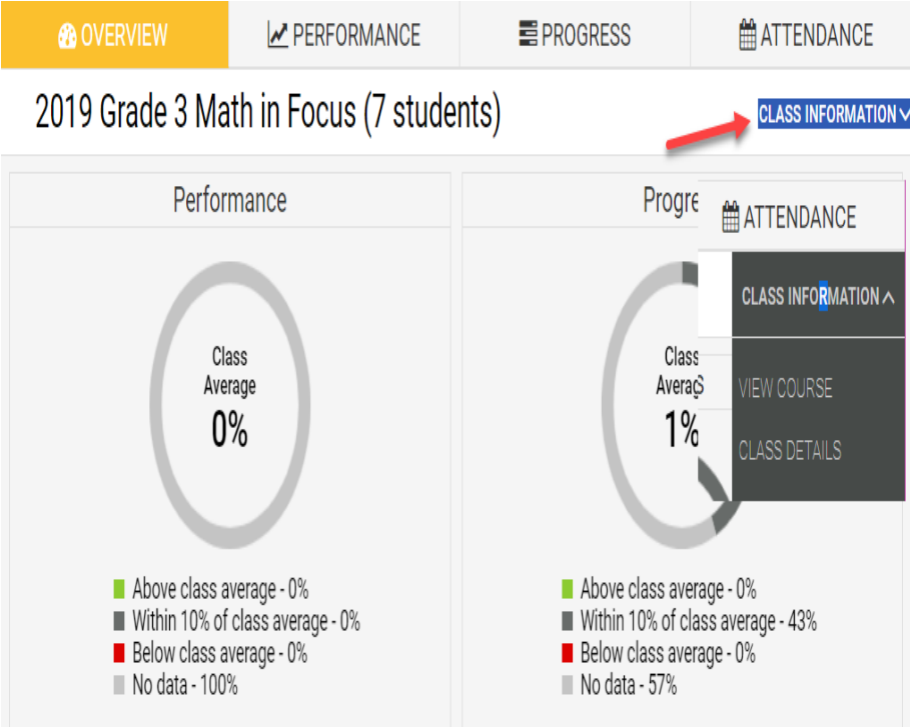 OVERVIEW
PERFORMANCE
PROGRESS
ATTENDANCE
2019 Grade 3 Math in Focus (7 students)
CLASS INFORMATION
Performance
Class
Average
0%
Above class average - 0%
Within 10% of class average - 0%
Below class average - 0%
No data - 100%
Progre
Class
Averag
1%
Above class average - 0%
Within 10% of class average - 43%
Below class average - 0%
No data - 57%
ATTENDANCE
CLASS INFORMATION
S
VIEW COURSE
CLASS DETAILS